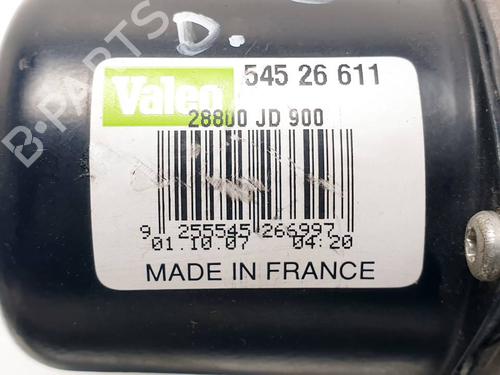 D.
Valeo 545 26 611
28800 JD 900
9 255545 266997
01.10.07 04:20
MADE IN FRANCE
B-PARTS